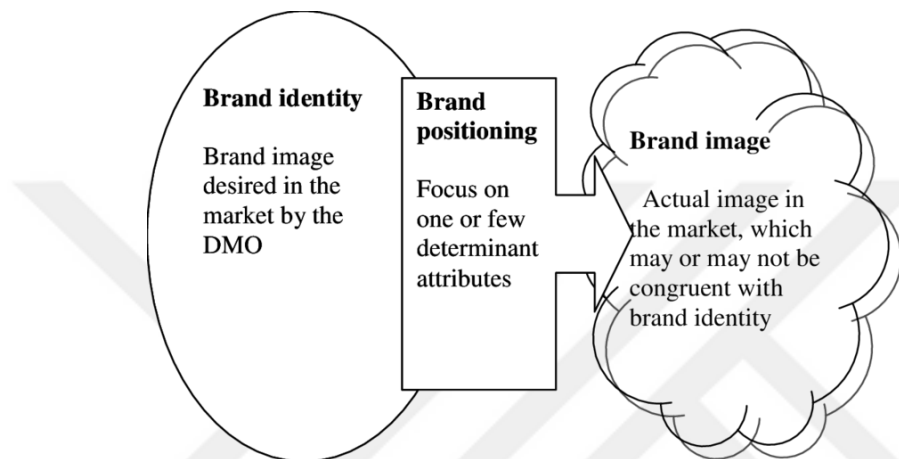 Brand identity
Brand image
desired in the
market by the
DMO
Brand
positioning
Focus on
one or few
determinant
attributes
Brand image
Actual image in
the market, which
may or may not be
congruent with
brand identity